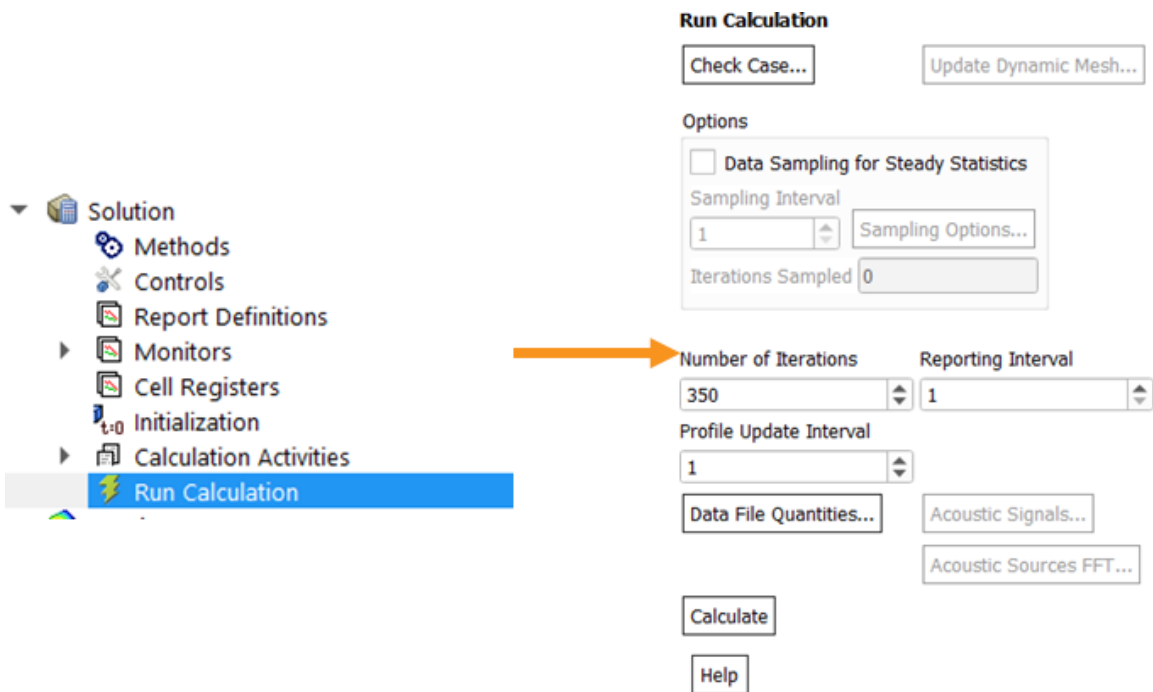 Solution
Methods
Controls
Report Definitions
Monitors
Cell Registers
t=0 Initialization
Calculation Activities
Run Calculation
Run Calculation
Check Case... Update Dynamic Mesh...
Options
Data Sampling for Steady Statistics
Sampling Interval
1 Sampling Options...
Iterations Sampled 0
Number of Iterations Reporting Interval
350 1
Profile Update Interval
1
Data File Quantities... Acoustic Signals...
Acoustic Sources FFT...
Calculate
Help